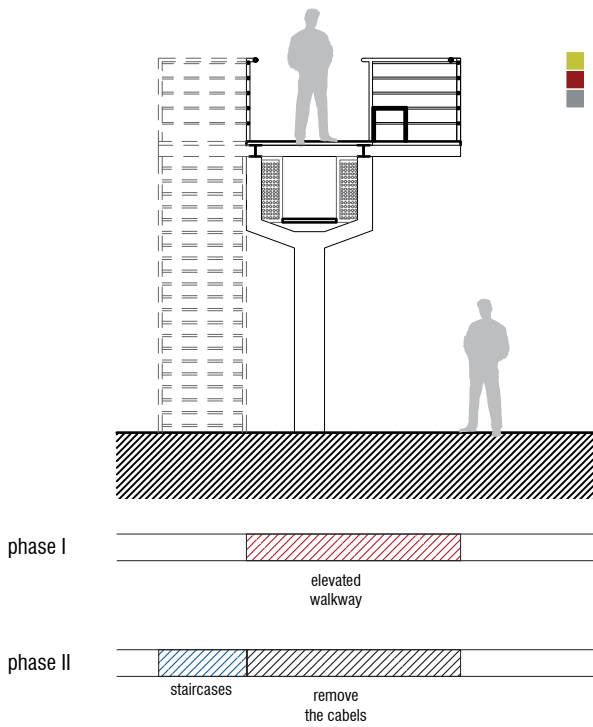 phase I
elevated
walkway
phase II
staircases
remove
the cabels